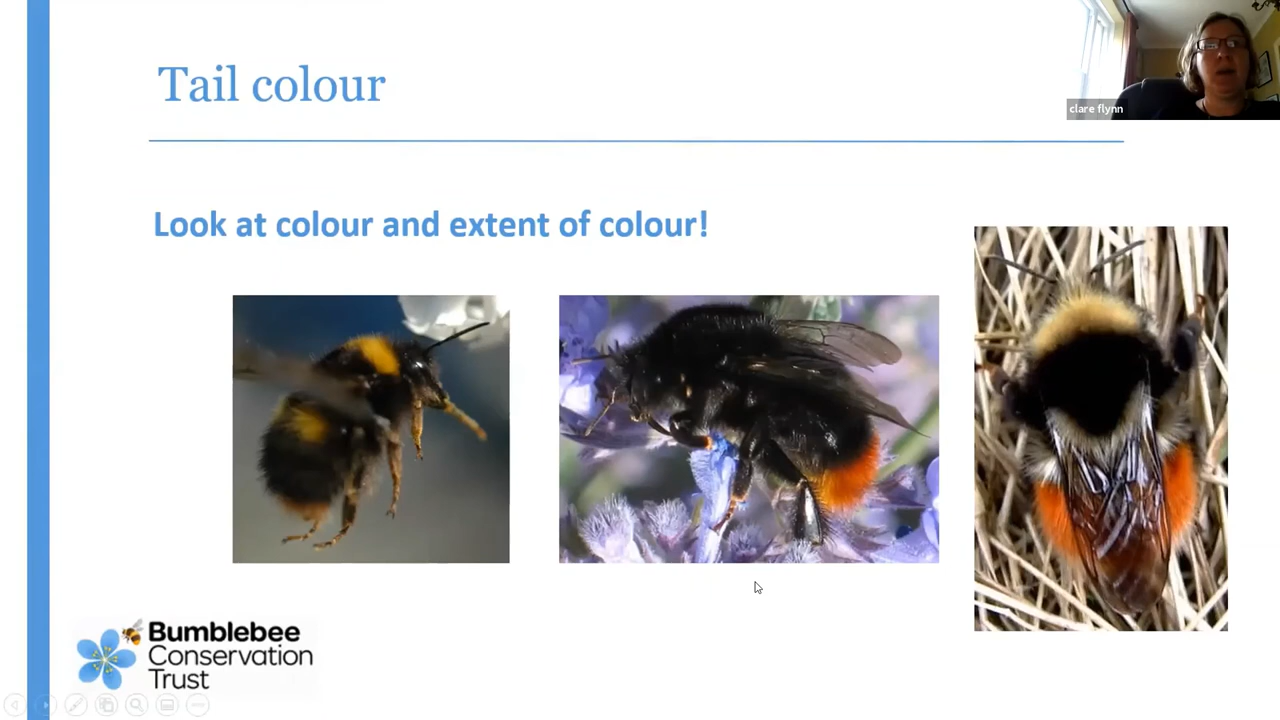 Tail colour
clare flynn
Look at colour and extent of colour!
Bumblebee
Conservation
Trust